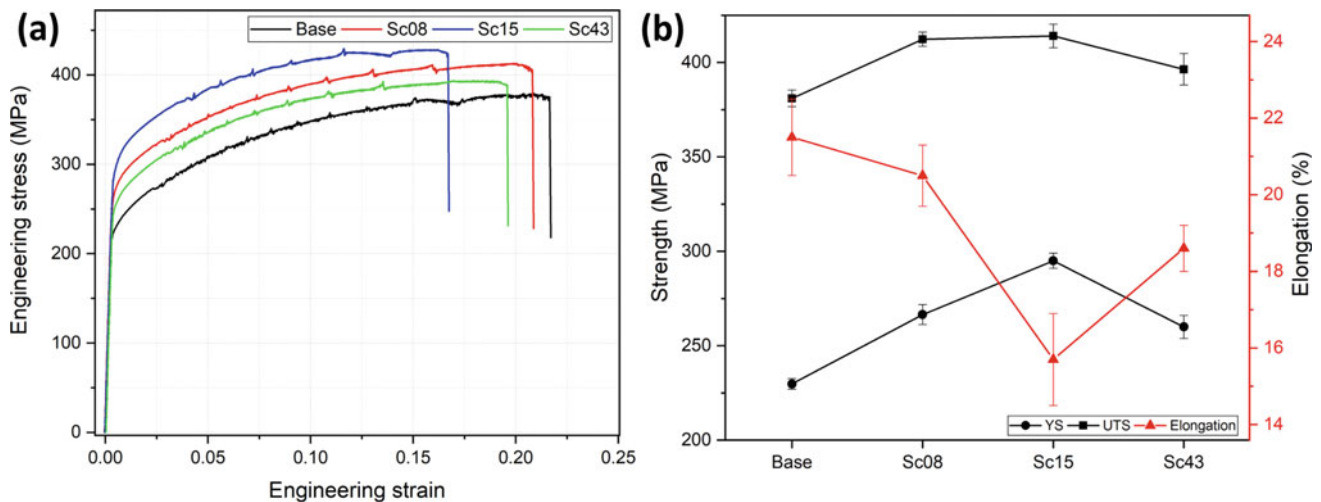 (a)
Base Sc08 Sc15 Sc43
Engineering stress (MPa)
400
300
200
100
0
0.00 0.05 0.10 0.15 0.20 0.25
Engineering strain
(b)
Strength (MPa)
400
350
300
250
200
Elongation (%)
24
22
20
18
16
14
YS UTS Elongation
Base Sc08 Sc15 Sc43